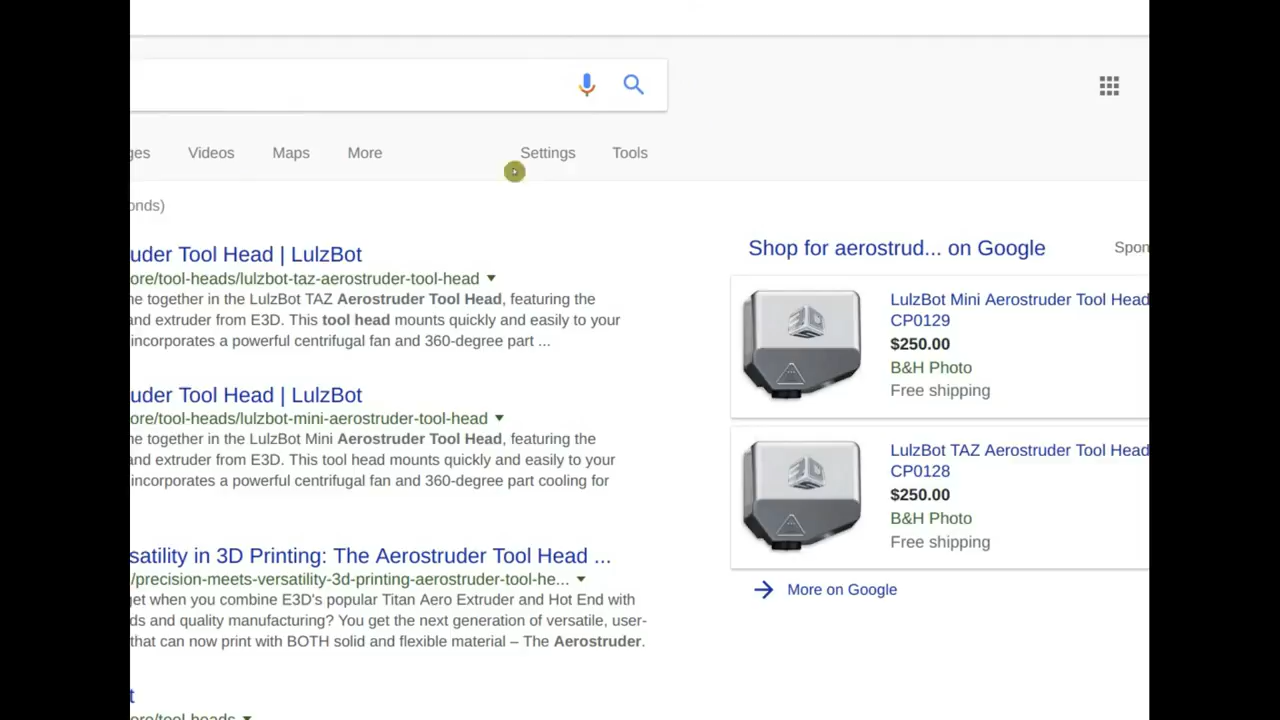 ges Videos Maps More Settings Tools
onds)
uder Tool Head | LulzBot
ore/tool-heads/lulzbot-taz-aerostruder-tool-head
ne together in the LulzBot TAZ Aerostruder Tool Head, featuring the
and extruder from E3D. This tool head mounts quickly and easily to your
incorporates a powerful centrifugal fan and 360-degree part ...
uder Tool Head | LulzBot
ore/tool-heads/lulzbot-mini-aerostruder-tool-head
ne together in the LulzBot Mini Aerostruder Tool Head, featuring the
and extruder from E3D. This tool head mounts quickly and easily to your
incorporates a powerful centrifugal fan and 360-degree part cooling for
satility in 3D Printing: The Aerostruder Tool Head ...
/precision-meets-versatility-3d-printing-aerostruder-tool-he...
get when you combine E3D's popular Titan Aero Extruder and Hot End with
ds and quality manufacturing? You get the next generation of versatile, user-
that can now print with BOTH solid and flexible material – The Aerostruder.
t
ore/tool-heads
Shop for aerostrud... on Google
Spon
LulzBot Mini Aerostruder Tool Head
CP0129
$250.00
B&H Photo
Free shipping
LulzBot TAZ Aerostruder Tool Head
CP0128
$250.00
B&H Photo
Free shipping
More on Google